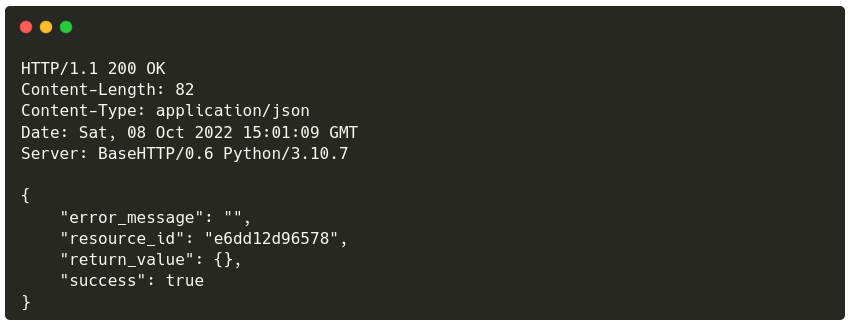 HTTP/1.1 200 OK
Content-Length: 82
Content-Type: application/json
Date: Sat, 08 Oct 2022 15:01:09 GMT
Server: BaseHTTP/0.6 Python/3.10.7

{
    "error_message": "",
    "resource_id": "e6dd12d96578",
    "return_value": {},
    "success": true
}